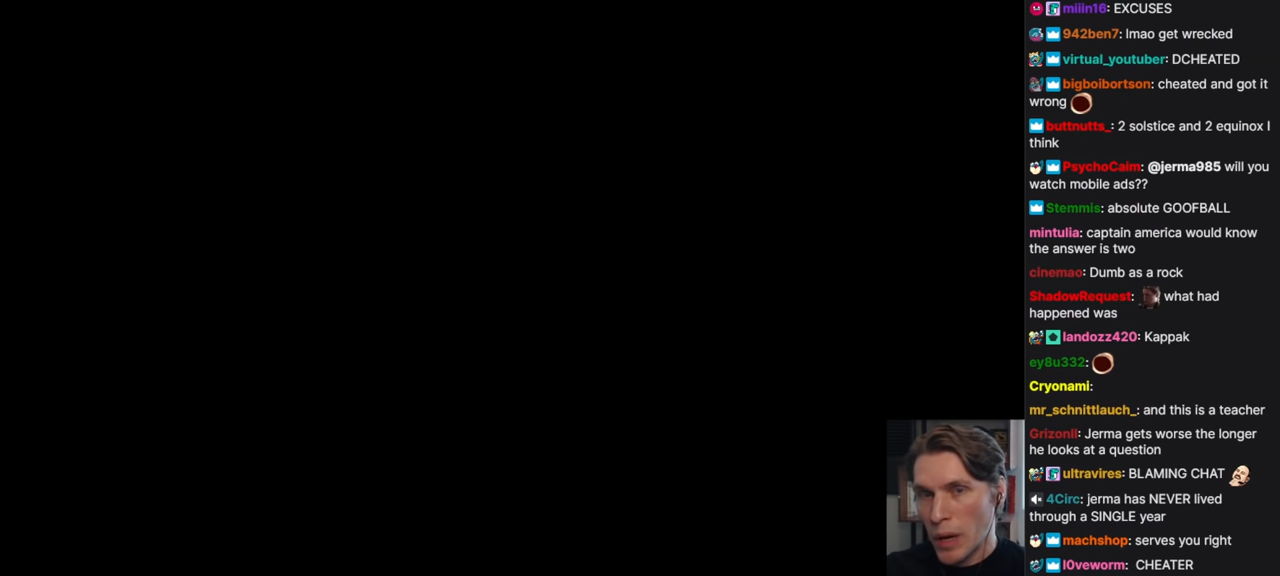 miiin16: EXCUSES
942ben7: lmao get wrecked
virtual_youtuber: DCHEATED
bigboibortson: cheated and got it
wrong
buttnutts_: 2 solstice and 2 equinox I
think
PsychoCalm: @jerma985 will you
watch mobile ads??
Stemmis: absolute GOOFBALL
mintulia: captain america would know
the answer is two
cinemao: Dumb as a rock
ShadowRequest: what had
happened was
landozz420: Kappak
ey8u332:
Cryonami:
mr_schnittlauch_: and this is a teacher
Grizonll: Jerma gets worse the longer
he looks at a question
ultravires: BLAMING CHAT
4Circ: jerma has NEVER lived
through a SINGLE year
machshop: serves you right
l0veworm: CHEATER